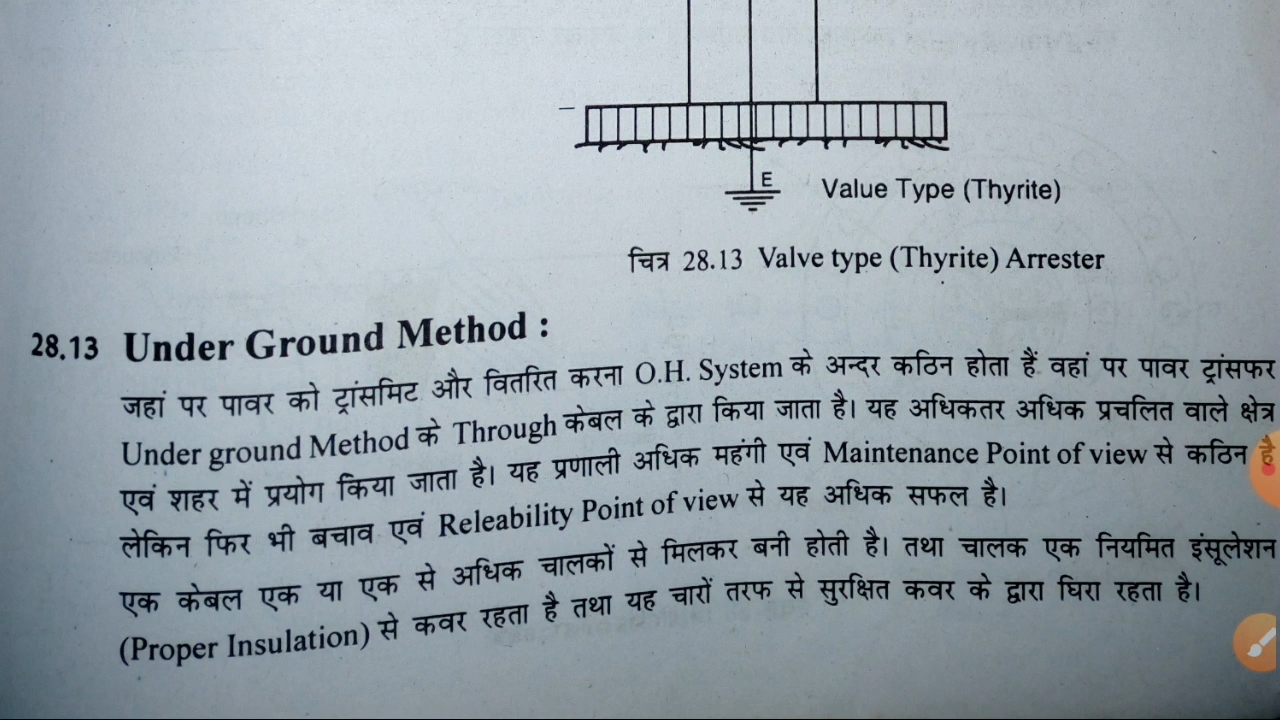 E
Value Type (Thyrite)
चित्र 28.13 Valve type (Thyrite) Arrester
28.13 Under Ground Method :
जहां पर पावर को ट्रांसमिट और वितरित करना O.H. System के अन्दर कठिन होता हैं वहां पर पावर ट्रांसफर
Under ground Method के Through केबल के द्वारा किया जाता है। यह अधिकतर अधिक प्रचलित वाले क्षेत्र
एवं शहर में प्रयोग किया जाता है। यह प्रणाली अधिक महंगी एवं Maintenance Point of view से कठिन है
लेकिन फिर भी बचाव एवं Releability Point of view से यह अधिक सफल है।
एक केबल एक या एक से अधिक चालकों से मिलकर बनी होती है। तथा चालक एक नियमित इंसूलेशन
(Proper Insulation) से कवर रहता है तथा यह चारों तरफ से सुरक्षित कवर के द्वारा घिरा रहता है।